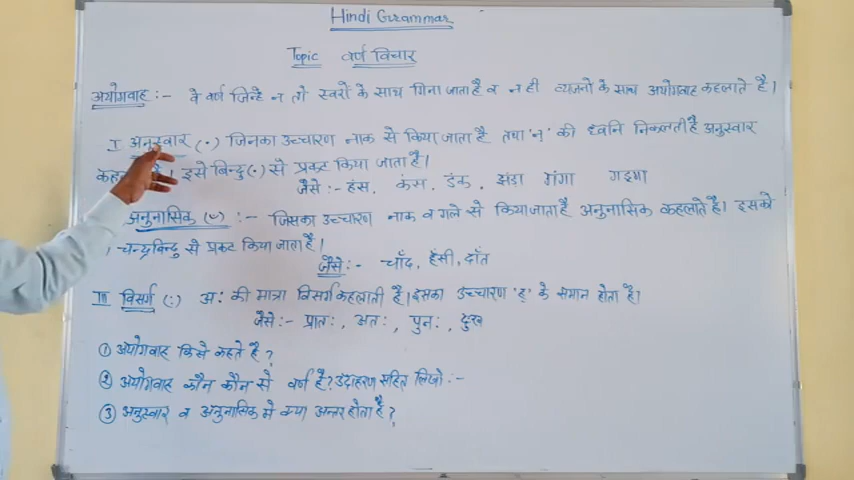 Hindi Grammar
Topic वर्ण विचार
अयोगवाह :- वे वर्ण जिन्हे न तो स्वरों के साथ गिना जाता है व न ही व्यंजनों के साथ अयोगवाह कहलाते है।
I अनुस्वार (ं) जिनका उच्चारण नाक से किया जाता है तथा 'न्' की ध्वनि निकलती है अनुस्वार
कहलाते है। इसे बिन्दु (ं) से प्रकट किया जाता है।
जैसे :- हंस, कंस, डंक, झंडा गंगा
अनुनासिक (ँ) :- जिसका उच्चारण नाक व गले से किया जाता है अनुनासिक कहलाते है। इसको
चन्द्रबिन्दु से प्रकट किया जाता है।
जैसे :- चाँद, हँसी, दाँत
III विसर्ग (:) अ: की मात्रा विसर्ग कहलाती है। इसका उच्चारण 'ह्' के समान होता है।
जैसे :- प्रात:, अत:, पुन:, दुख
① अयोगवाह किसे कहते है?
② अयोगवाह कौन कौन से वर्ण है? उदाहरण सहित लिखो :-
③ अनुस्वार व अनुनासिक मे क्या अन्तर होता है?